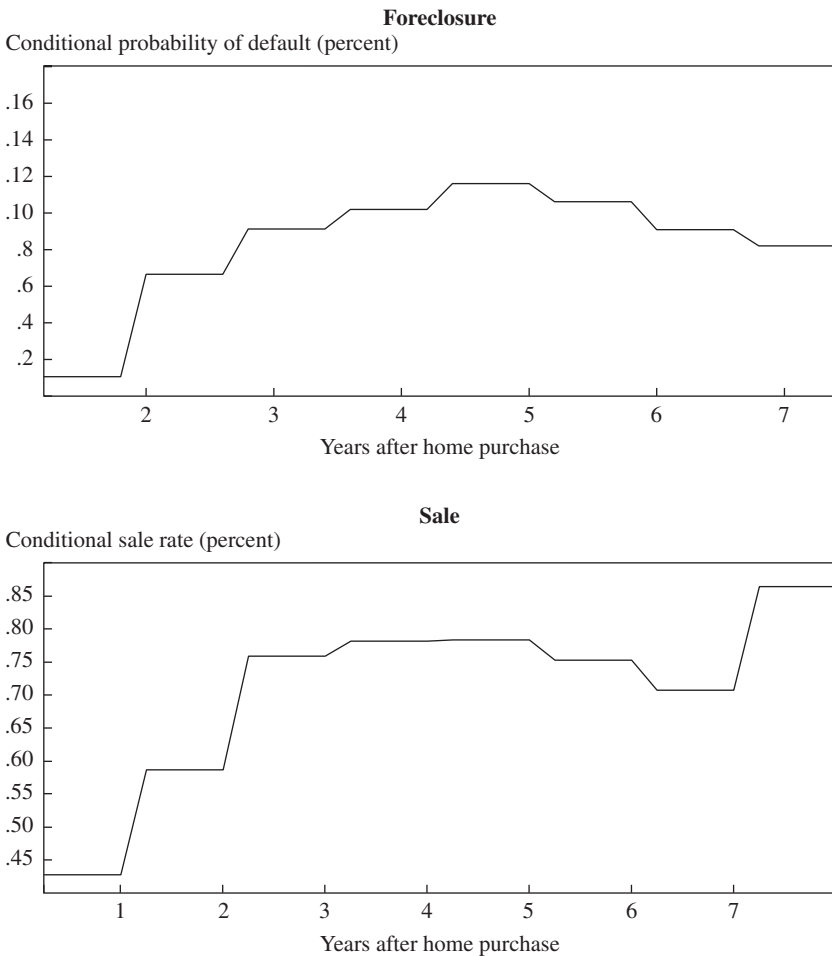 Foreclosure
Conditional probability of default (percent)
.16
.14
.12
.10
.8
.6
.4
.2
2 3 4 5 6 7
Years after home purchase
Sale
Conditional sale rate (percent)
.85
.80
.75
.70
.65
.60
.55
.50
.45
1 2 3 4 5 6 7
Years after home purchase